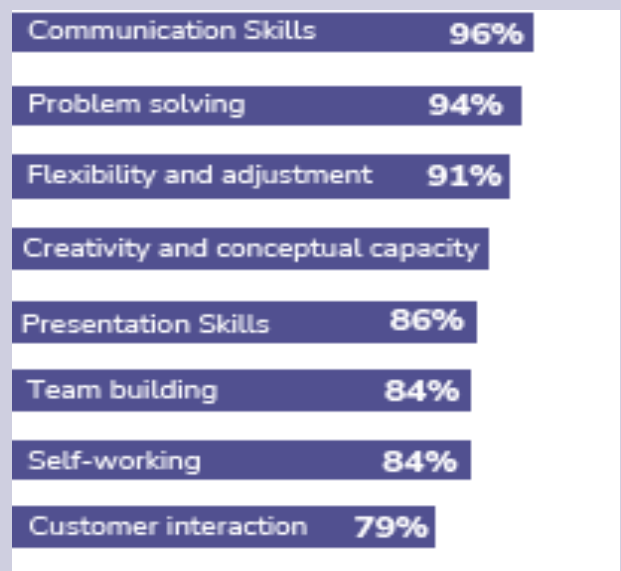 Communication Skills 96%
Problem solving 94%
Flexibility and adjustment 91%
Creativity and conceptual capacity
Presentation Skills 86%
Team building 84%
Self-working 84%
Customer interaction 79%